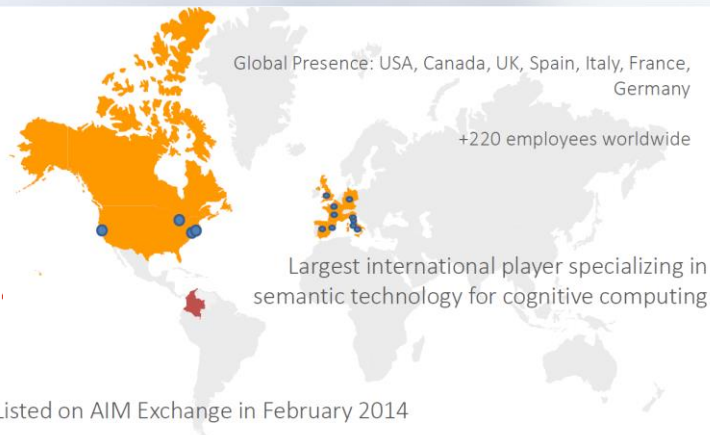 Global Presence: USA, Canada, UK, Spain, Italy, France,
Germany
+220 employees worldwide
Largest international player specializing in
semantic technology for cognitive computing
Listed on AIM Exchange in February 2014